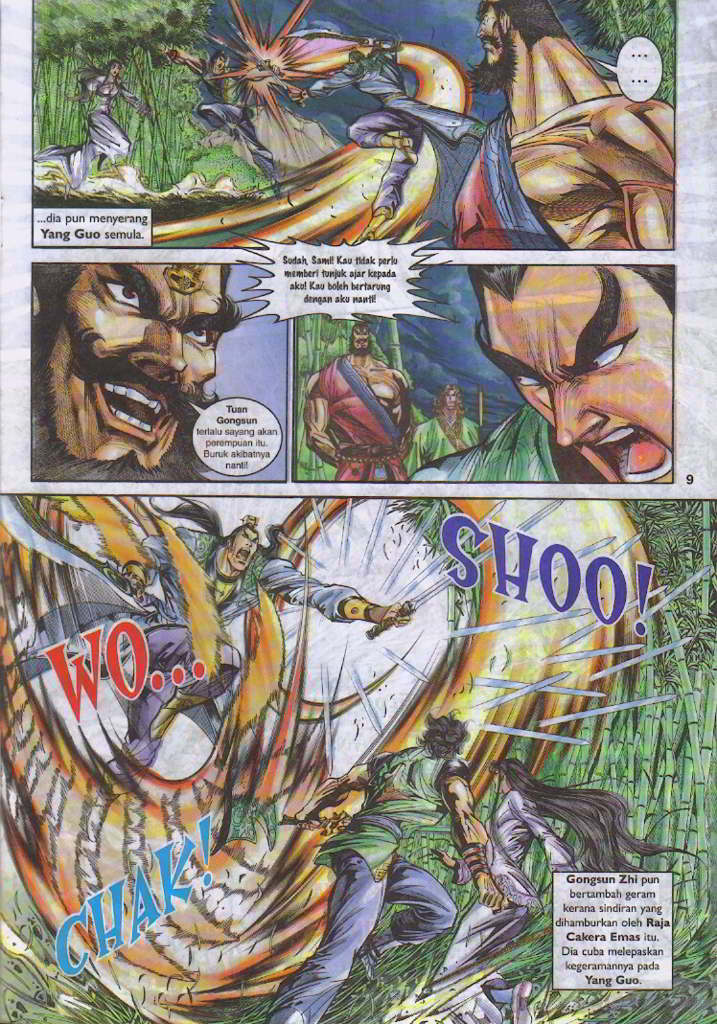 ... ...
...dia pun menyerang
Yang Guo semula.
Sudah, Sami! Kau tidak perlu
memberi tunjuk ajar kepada
aku! Kau boleh bertarung
dengan aku nanti!
Tuan
Gongsun
terlalu sayang akan
perempuan itu.
Buruk akibatnya
nanti!
9
SHOO!
WO...
CHAK!
Gongsun Zhi pun
bertambah geram
kerana sindiran yang
dihamburkan oleh Raja
Cakera Emas itu.
Dia cuba melepaskan
kegeramannya pada
Yang Guo.